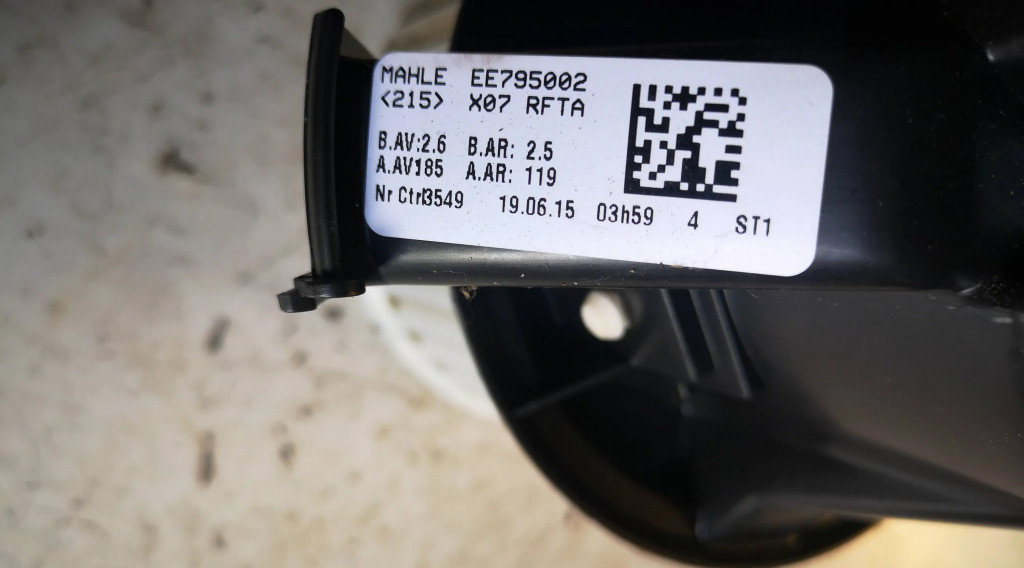 MAHLE EE795002
<215> X07 RFTA
B.AV:2.6 B.AR: 2.5
A.AV185 A.AR: 119
Nr Ctrl3549 19.06.15 03h59 4 ST1